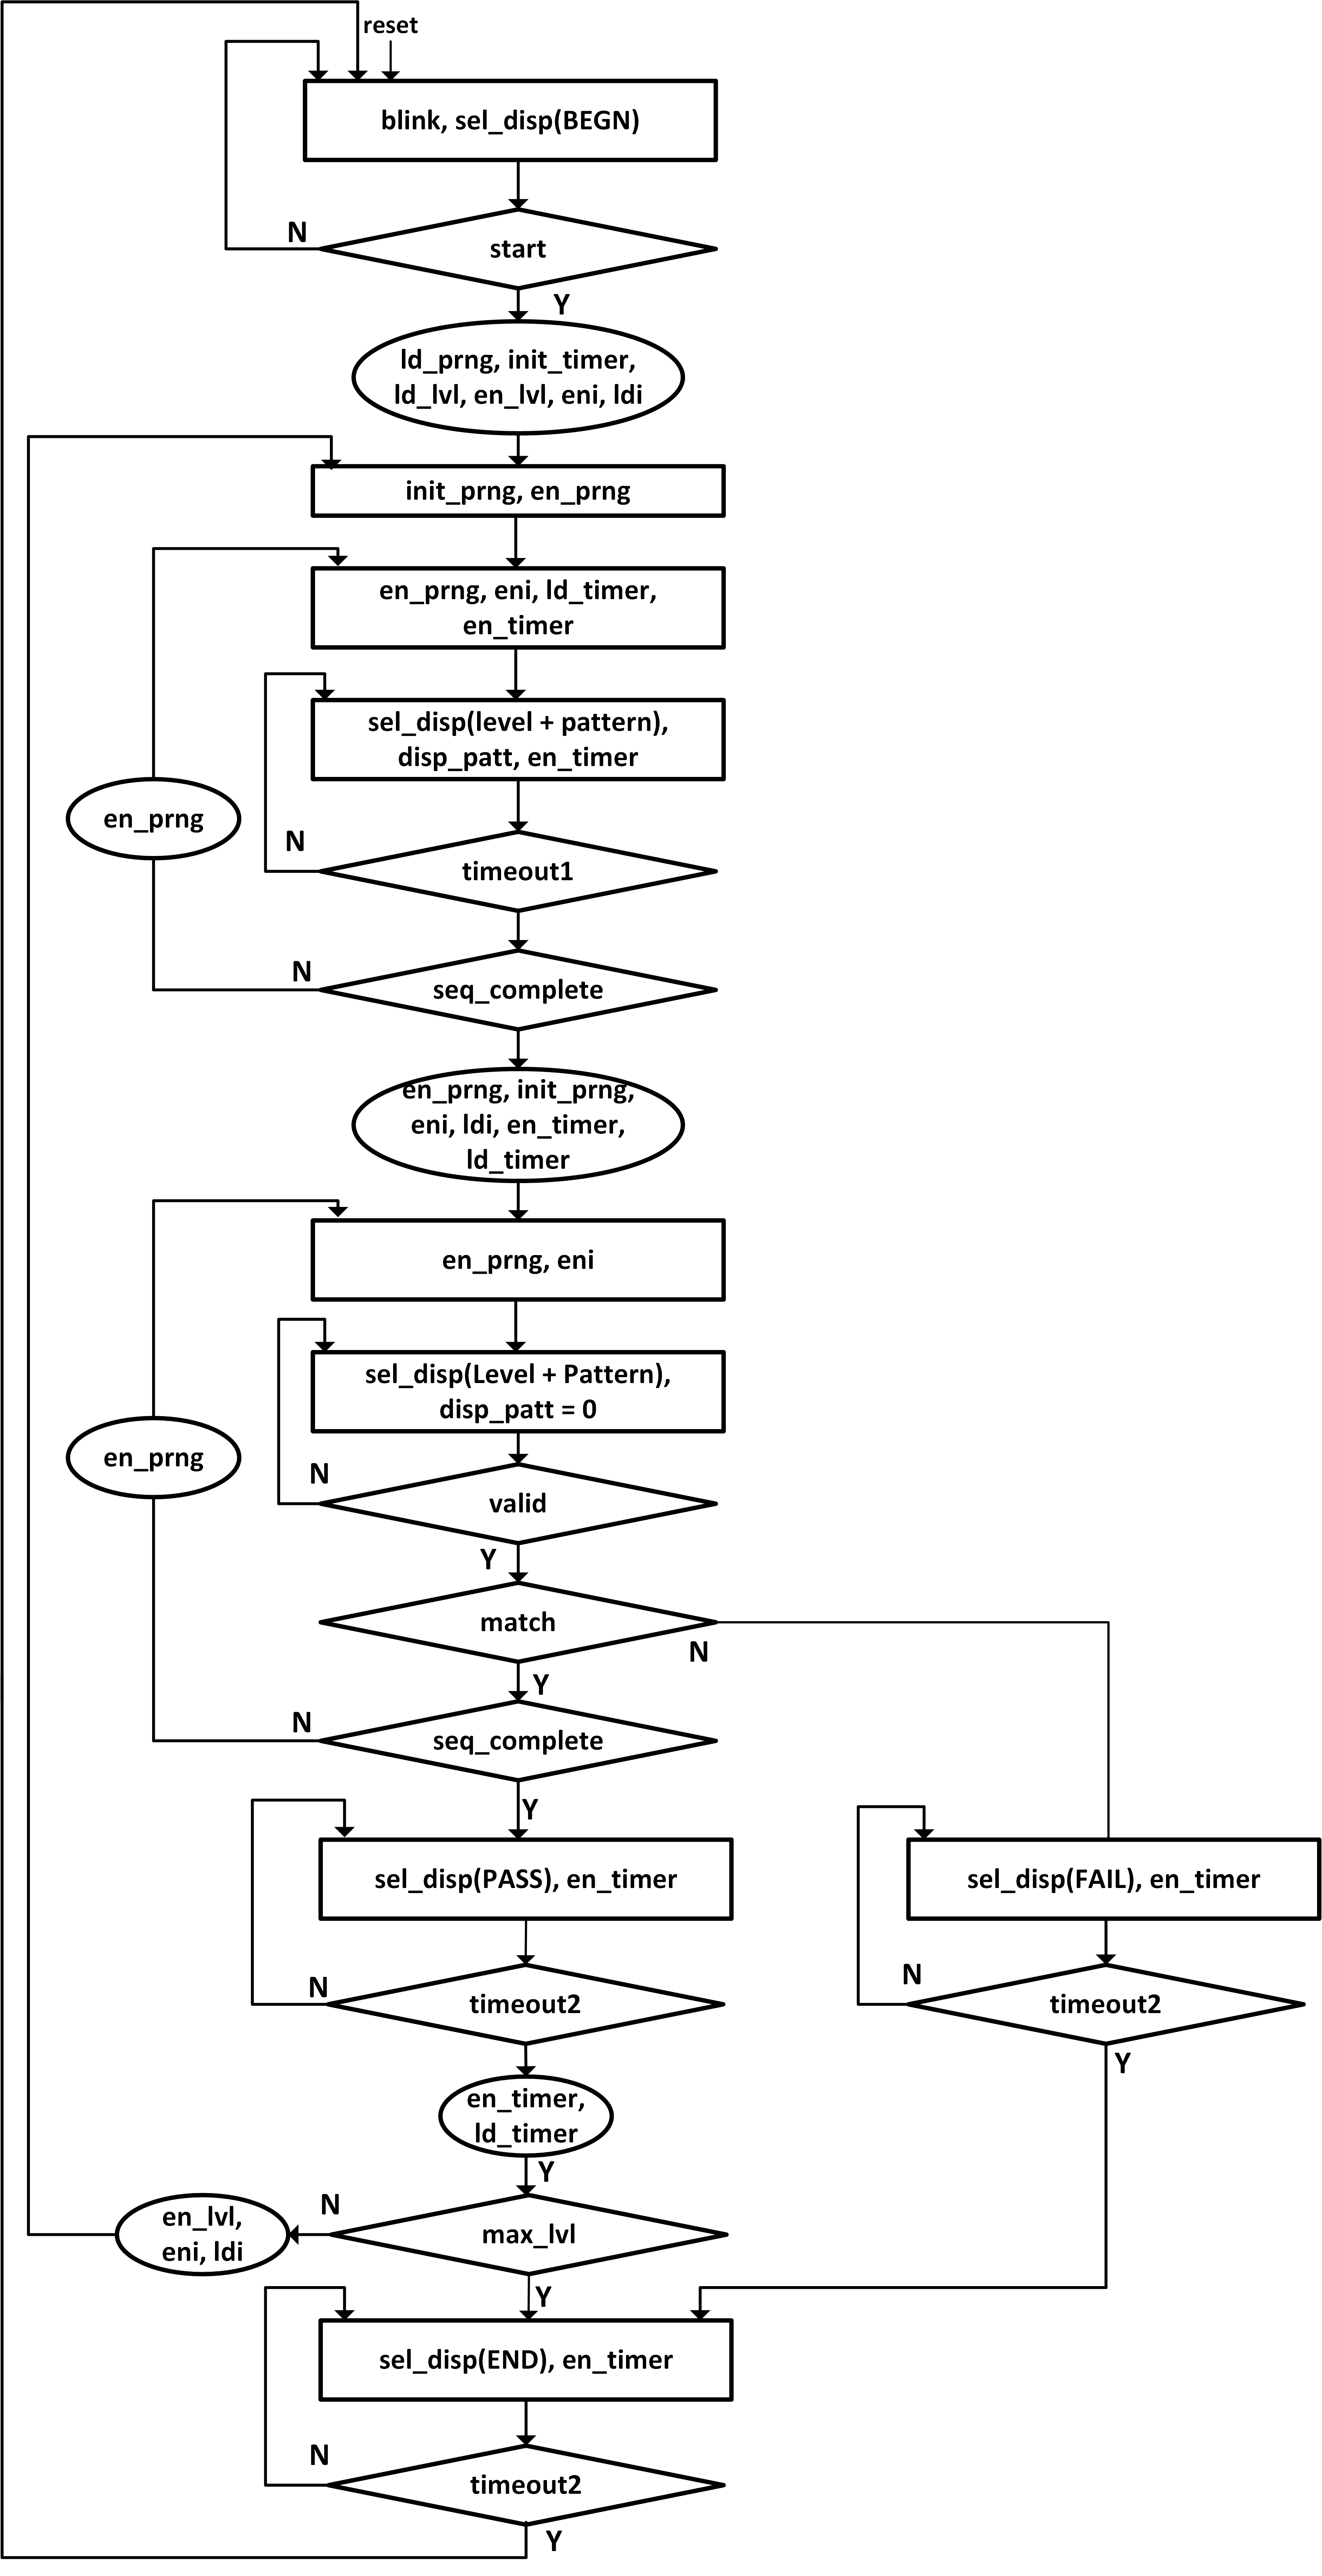 reset
blink, sel_disp(BEGN)
N
start
Y
ld_prng, init_timer,
ld_lvl, en_lvl, eni, ldi
init_prng, en_prng
en_prng, eni, ld_timer,
en_timer
sel_disp(level + pattern),
disp_patt, en_timer
en_prng
N
timeout1
N
seq_complete
en_prng, init_prng,
eni, ldi, en_timer,
ld_timer
en_prng, eni
sel_disp(Level + Pattern),
disp_patt = 0
en_prng
N
valid
Y
match
N
Y
N
seq_complete
Y
sel_disp(PASS), en_timer
sel_disp(FAIL), en_timer
N
timeout2
N
timeout2
Y
en_timer,
ld_timer
Y
en_lvl,
eni, ldi
N
max_lvl
Y
sel_disp(END), en_timer
N
timeout2
Y